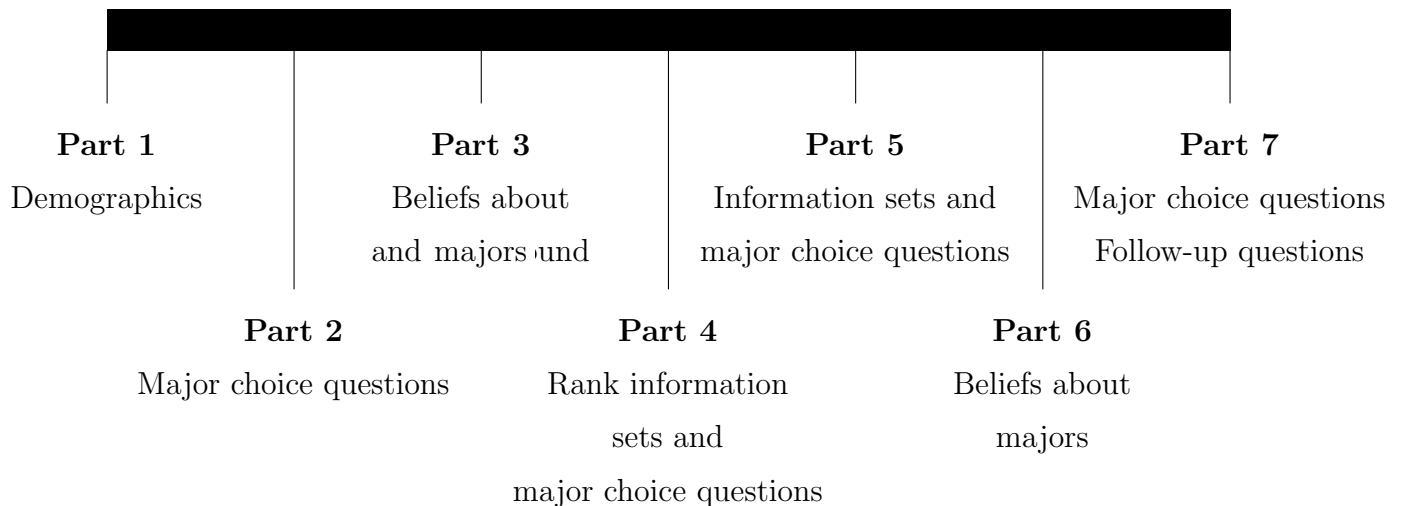 Part 1
Demographics
Part 2
Major choice questions
Part 3
Beliefs about
and majors
Part 4
Rank information
sets and
major choice questions
Part 5
Information sets and
major choice questions
Part 6
Beliefs about
majors
Part 7
Major choice questions
Follow-up questions